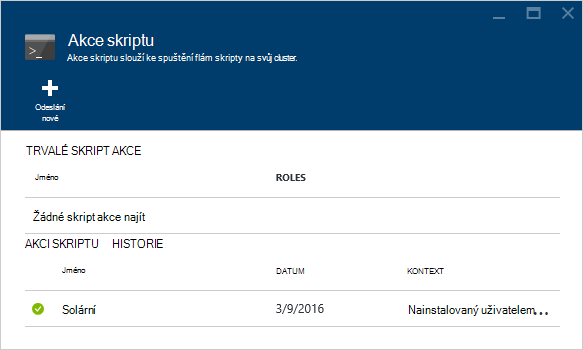 Akce skriptu
Akce skriptu slouží ke spuštění flám skripty na svůj cluster.
Odeslání
nové
TRVALÉ SKRIPT AKCE
Jméno ROLES
Žádné skript akce najít
AKCI SKRIPTU HISTORIE
Jméno DATUM KONTEXT
Solární 3/9/2016 Nainstalovaný uživatelem...